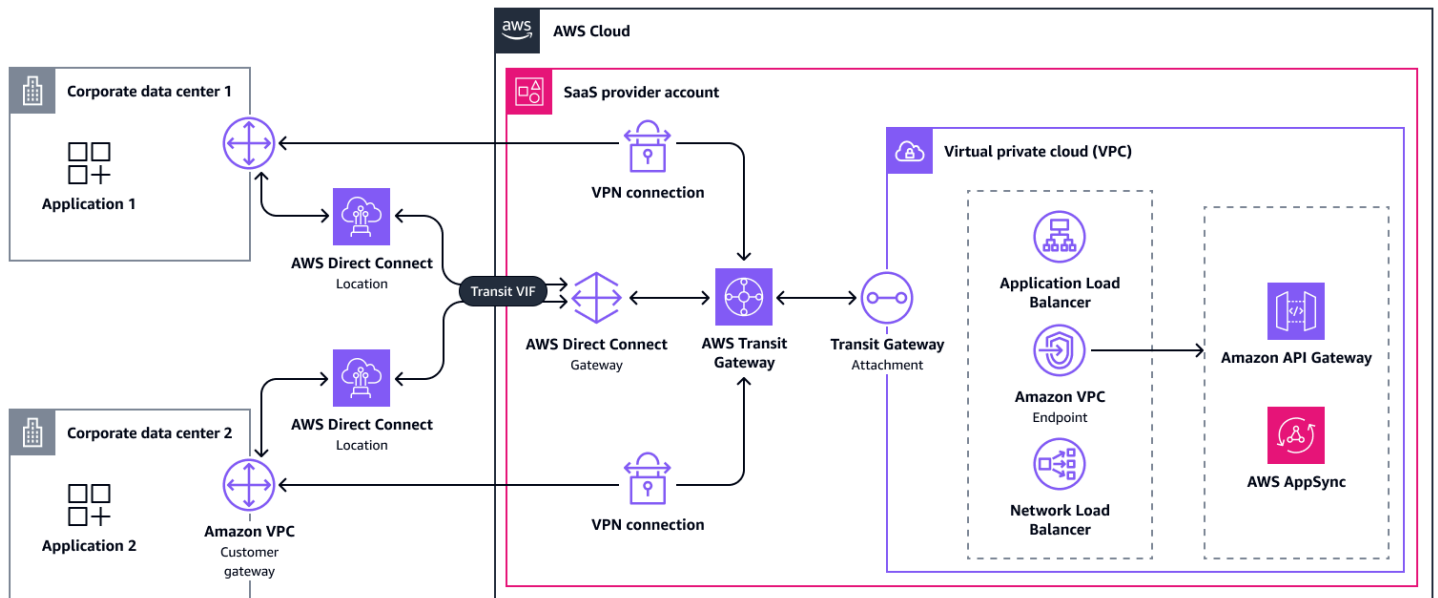 aws
AWS Cloud
SaaS provider account
Corporate data center 1
Application 1
VPN connection
Virtual private cloud (VPC)
AWS Direct Connect
Location
Transit VIF
AWS Direct Connect
Gateway
AWS Transit
Gateway
Transit Gateway
Attachment
Application Load
Balancer
Amazon VPC
Endpoint
Network Load
Balancer
Amazon API Gateway
AWS AppSync
AWS Direct Connect
Location
Corporate data center 2
Application 2
Amazon VPC
Customer
gateway
VPN connection